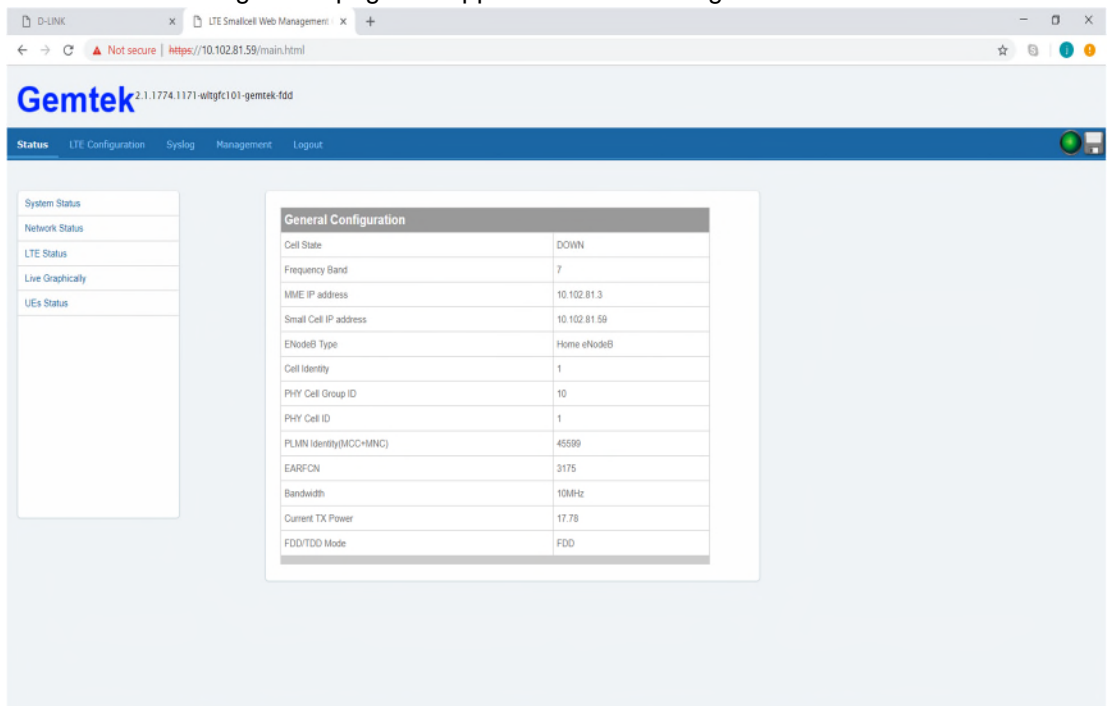 D-LINK
LTE Smallcell Web Management
Not secure | https://10.102.81.59/main.html
Gemtek 2.1.1774.1171-wltgfc101-gemtek-fdd
Status LTE Configuration Syslog Management Logout
System Status
Network Status
LTE Status
Live Graphically
UEs Status
General Configuration
Cell State DOWN
Frequency Band 7
MME IP address 10.102.81.3
Small Cell IP address 10.102.81.59
ENodeB Type Home eNodeB
Cell Identity 1
PHY Cell Group ID 10
PHY Cell ID 1
PLMN Identity(MCC+MNC) 45599
EARFCN 3175
Bandwidth 10MHz
Current TX Power 17.78
FDD/TDD Mode FDD